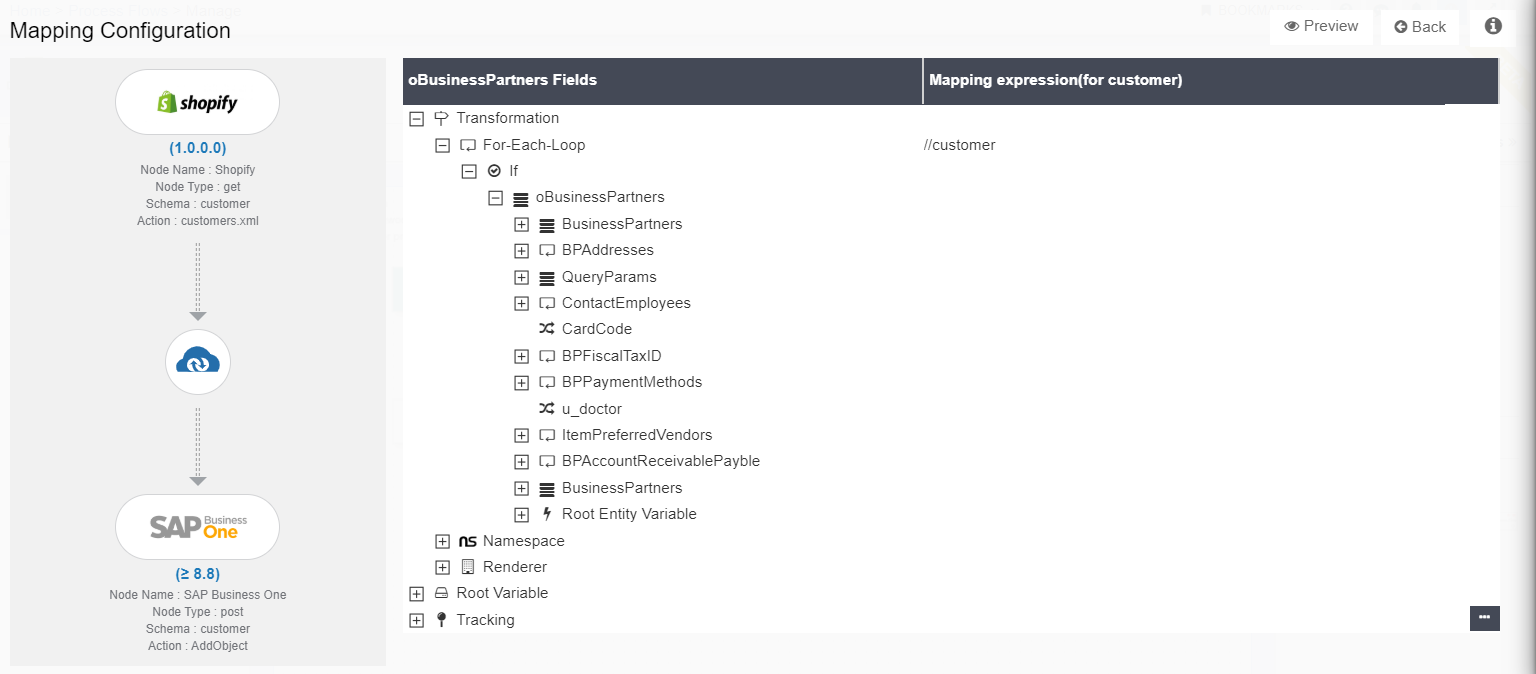 Mapping Configuration
Preview
Back
shopify
(1.0.0.0)
Node Name : Shopify
Node Type : get
Schema : customer
Action : customers.xml
SAP Business One
(≥ 8.8)
Node Name : SAP Business One
Node Type : post
Schema : customer
Action : AddObject
oBusinessPartners Fields Mapping expression(for customer)
Transformation
For-Each-Loop //customer
If
oBusinessPartners
BusinessPartners
BPAddresses
QueryParams
ContactEmployees
CardCode
BPFiscalTaxID
BPPaymentMethods
u_doctor
ItemPreferredVendors
BPAccountReceivablePayble
BusinessPartners
Root Entity Variable
ns Namespace
Renderer
Root Variable
Tracking